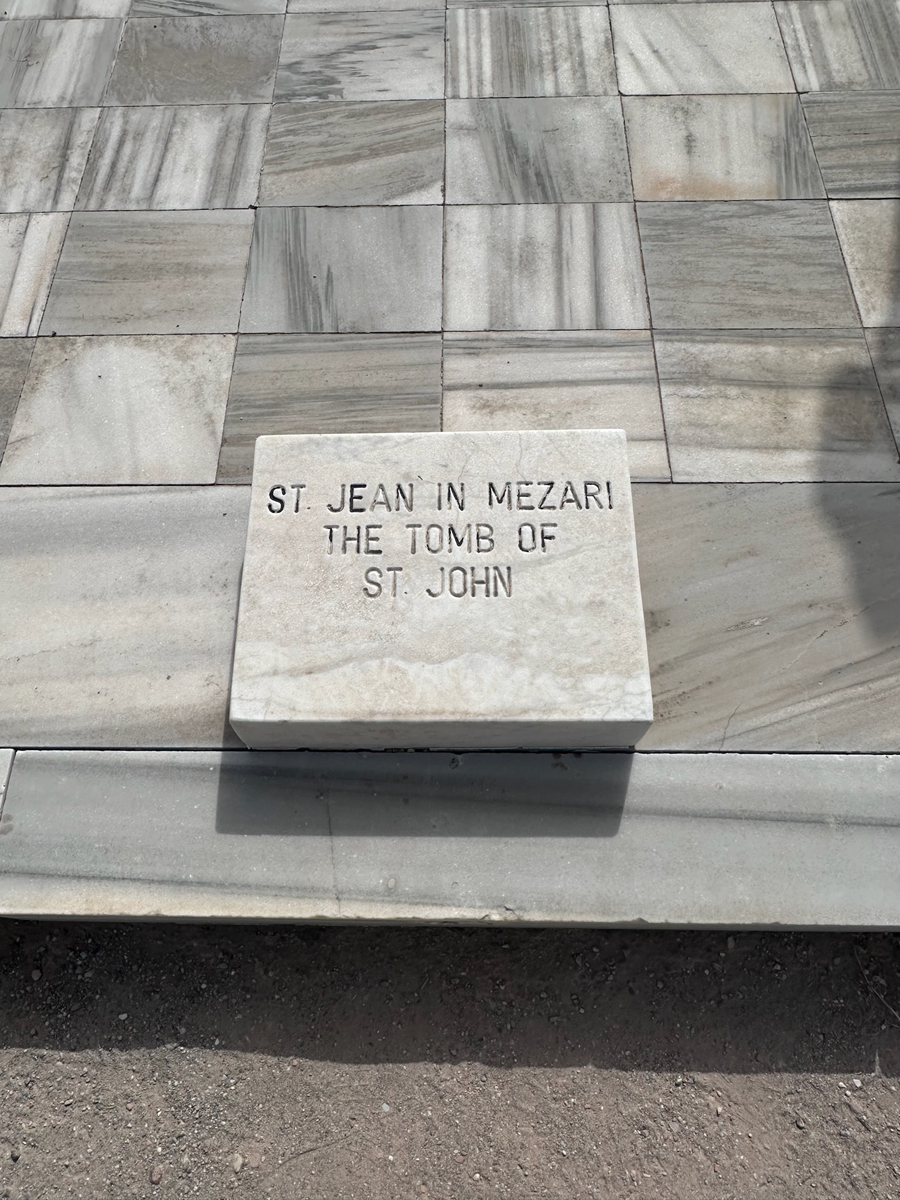 ST. JEAN'IN MEZARI
THE TOMB OF
ST. JOHN